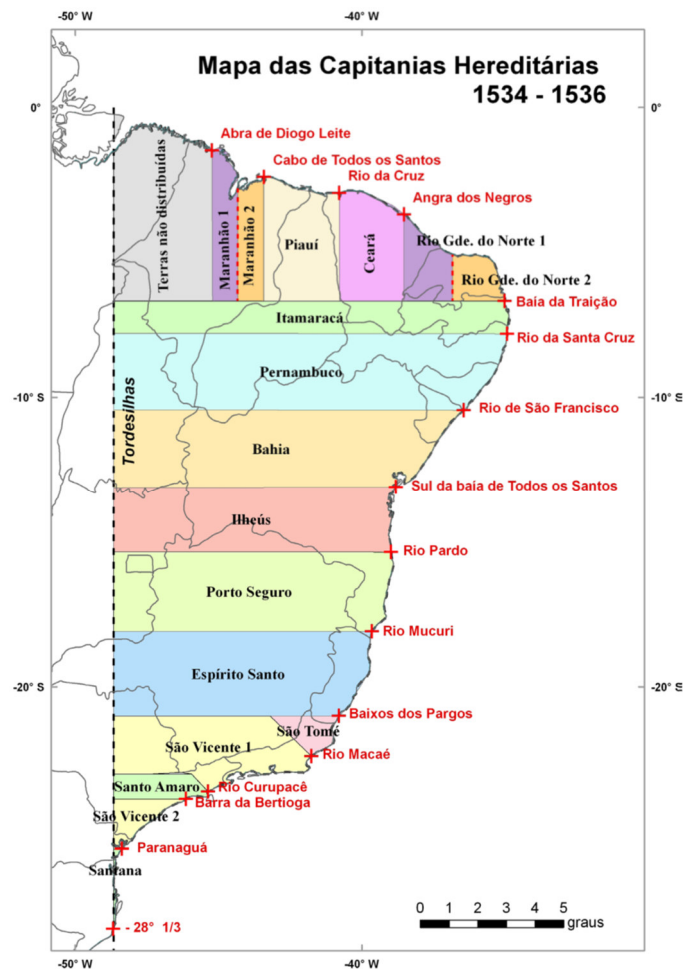 -50° W
-40° W
Mapa das Capitanias Hereditárias
1534 - 1536
0°
Abra de Diogo Leite
Cabo de Todos os Santos
Rio da Cruz
Angra dos Negros
Terras não distribuídas
Maranhão 1
Maranhão 2
Piauí
Ceará
Rio Gde. do Norte 1
Rio Gde. do Norte 2
Baía da Traição
Itamaracá
Rio da Santa Cruz
Pernambuco
-10° S
-10° S
Rio de São Francisco
Tordesilhas
Bahia
Sul da baia de Todos os Santos
Ilheús
Rio Pardo
Porto Seguro
Rio Mucuri
Espírito Santo
-20° S
-20° S
Baixos dos Pargos
São Tomé
São Vicente 1
Rio Macaé
Santo Amaro
Rio Curupacê
Barra da Bertioga
São Vicente 2
Paranaguá
Santana
- 28° 1/3
0 1 2 3 4 5
graus
-50° W
-40° W
0°